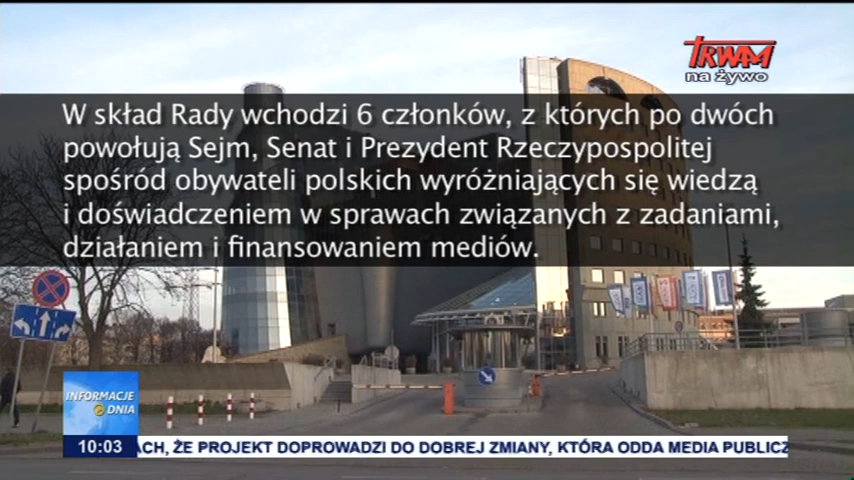 TRWAM
na żywo
W skład Rady wchodzi 6 członków, z których po dwóch
powołują Sejm, Senat i Prezydent Rzeczypospolitej
spośród obywateli polskich wyróżniających się wiedzą
i doświadczeniem w sprawach związanych z zadaniami,
działaniem i finansowaniem mediów.
INFORMACJE
DNIA
10:03 ACH, ŻE PROJEKT DOPROWADZI DO DOBREJ ZMIANY, KTÓRA ODDA MEDIA PUBLICZ